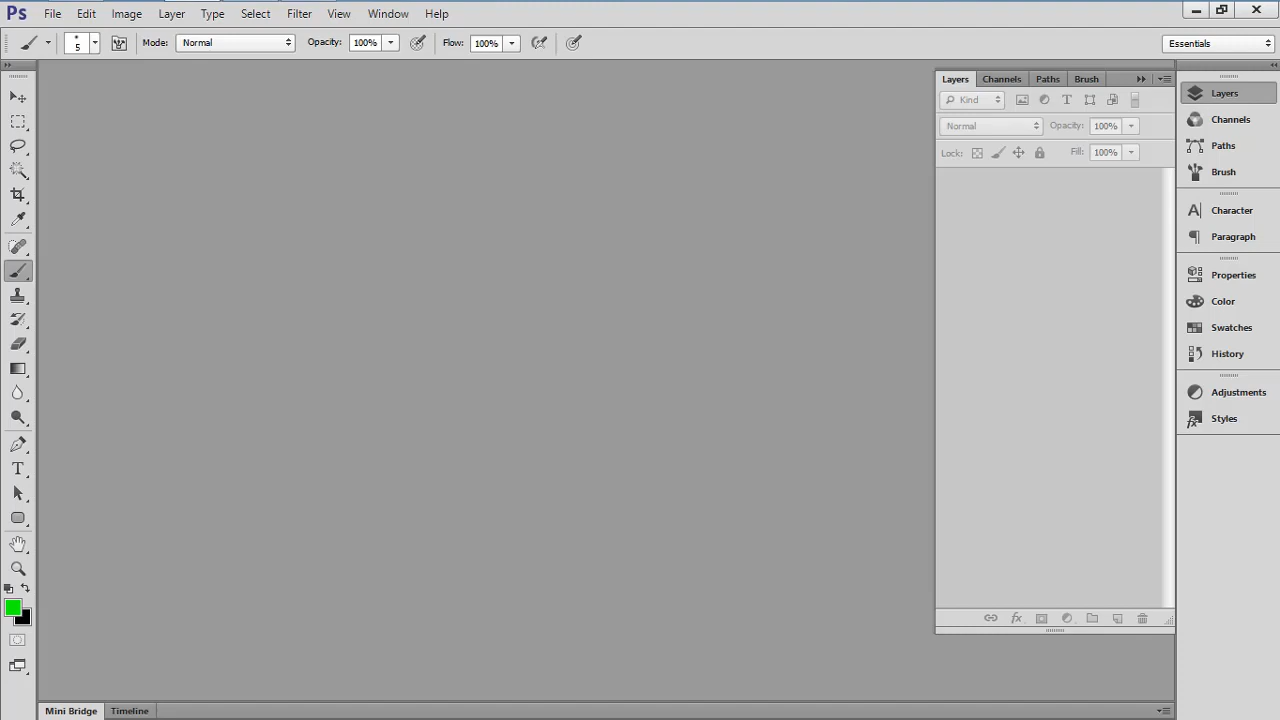 Ps File Edit Image Layer Type Select Filter View Window Help
5 Mode: Normal Opacity: 100% Flow: 100% Essentials
Layers Channels Paths Brush
Kind
Normal Opacity: 100%
Lock: Fill: 100%
Layers
Channels
Paths
Brush
Character
Paragraph
Properties
Color
Swatches
History
Adjustments
Styles
Mini Bridge Timeline